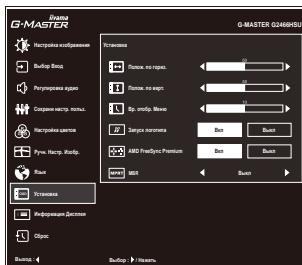 iiyama
G-MASTER
G-MASTER G2466HSU
Настройка изображения
Установка
Выбор Вход
Полож. по гориз.
50
Регулировка аудио
Полож. по верт.
50
Сохрани настр. польз.
Вр. отобр. Меню
10
Настройка цветов
Запуск логотипа
Вкл
Выкл
Ручн. Настр. Изобр.
AMD FreeSync Premium
Вкл
Выкл
Язык
MPRT
MBR
Выкл
OSD
Установка
Информация Дисплея
Сброс
Выход :
Выбор : / Нажать